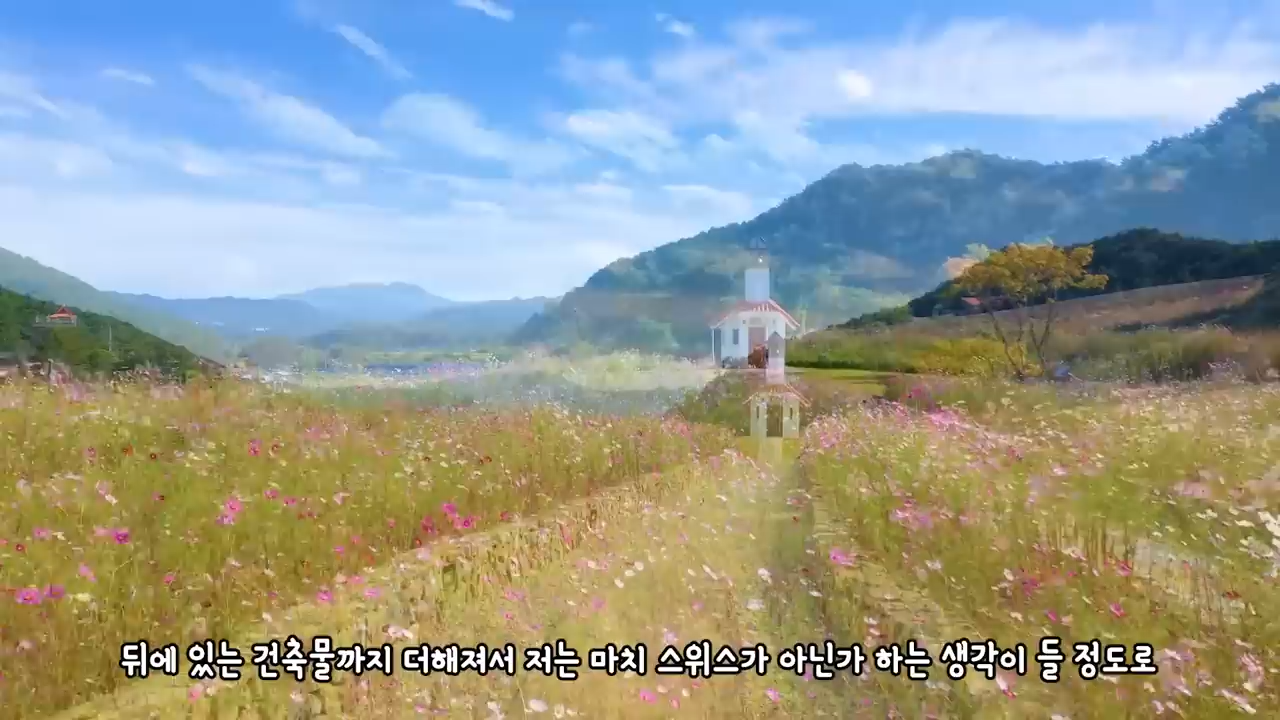 뒤에 있는 건축물까지 더해져서 저는 마치 스위스가 아닌가 하는 생각이 들 정도로